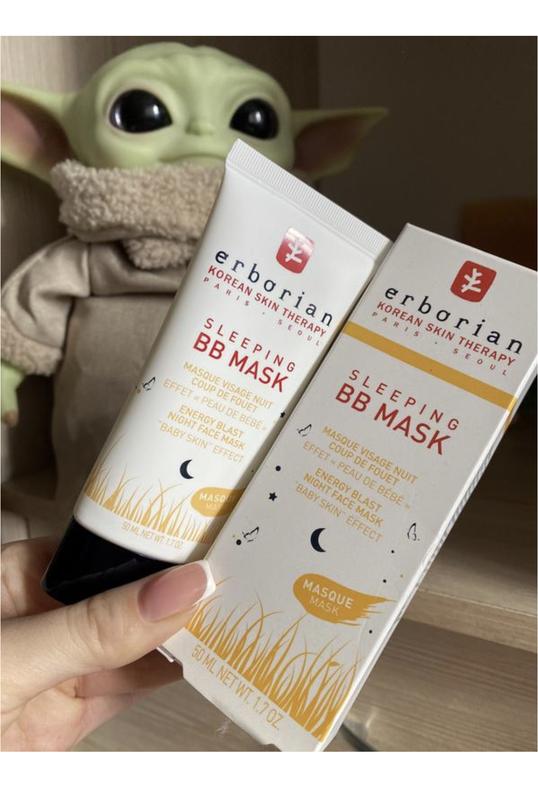 erborian
KOREAN SKIN THERAPY
PARIS · SEOUL
SLEEPING
BB MASK
MASQUE VISAGE NUIT
COUP DE FOUET
EFFET « PEAU DE BÉBÉ »
ENERGY BLAST
NIGHT FACE MASK
"BABY SKIN" EFFECT
MASQUE
50 ML NET WT. 1.7 OZ.
erborian
KOREAN SKIN THERAPY
PARIS · SEOUL
SLEEPING
BB MASK
MASQUE VISAGE NUIT
COUP DE FOUET
EFFET « PEAU DE BÉBÉ »
ENERGY BLAST
NIGHT FACE MASK
"BABY SKIN" EFFECT
MASQUE
MASK
50 ML NET WT. 1.7 OZ.